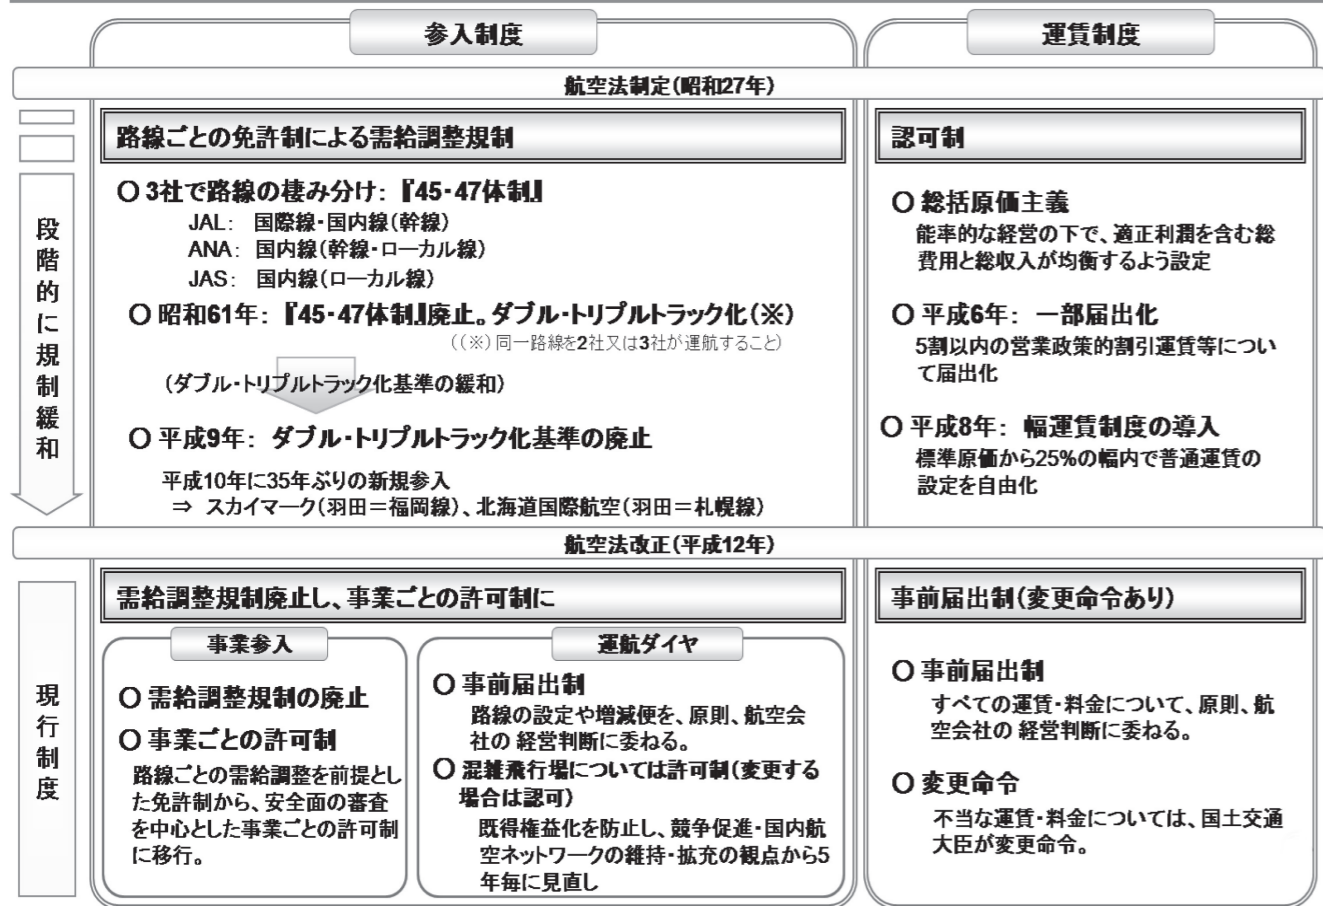 参入制度
運賃制度
航空法制定(昭和27年)
段階的に規制緩和
路線ごとの免許制による需給調整規制
○ 3社で路線の棲み分け: 『45・47体制』
JAL: 国際線・国内線(幹線)
ANA: 国内線(幹線・ローカル線)
JAS: 国内線(ローカル線)
○ 昭和61年: 『45・47体制』廃止。ダブル・トリプルトラック化(※)
((※)同一路線を2社又は3社が運航すること)
(ダブル・トリプルトラック化基準の緩和)
○ 平成9年: ダブル・トリプルトラック化基準の廃止
平成10年に35年ぶりの新規参入
⇒ スカイマーク(羽田=福岡線)、北海道国際航空(羽田=札幌線)
認可制
○ 総括原価主義
能率的な経営の下で、適正利潤を含む総
費用と総収入が均衡するよう設定
○ 平成6年: 一部届出化
5割以内の営業政策的割引運賃等につい
て届出化
○ 平成8年: 幅運賃制度の導入
標準原価から25%の幅内で普通運賃の
設定を自由化
航空法改正(平成12年)
現行制度
需給調整規制廃止し、事業ごとの許可制に
事業参入
○ 需給調整規制の廃止
○ 事業ごとの許可制
路線ごとの需給調整を前提とし
た免許制から、安全面の審査
を中心とした事業ごとの許可制
に移行。
運航ダイヤ
○ 事前届出制
路線の設定や増減便を、原則、航空会
社の 経営判断に委ねる。
○ 混雑飛行場については許可制(変更する
場合は認可)
既得権益化を防止し、競争促進・国内航
空ネットワークの維持・拡充の観点から5
年毎に見直し
事前届出制(変更命令あり)
○ 事前届出制
すべての運賃・料金について、原則、航
空会社の 経営判断に委ねる。
○ 変更命令
不当な運賃・料金については、国土交通
大臣が変更命令。